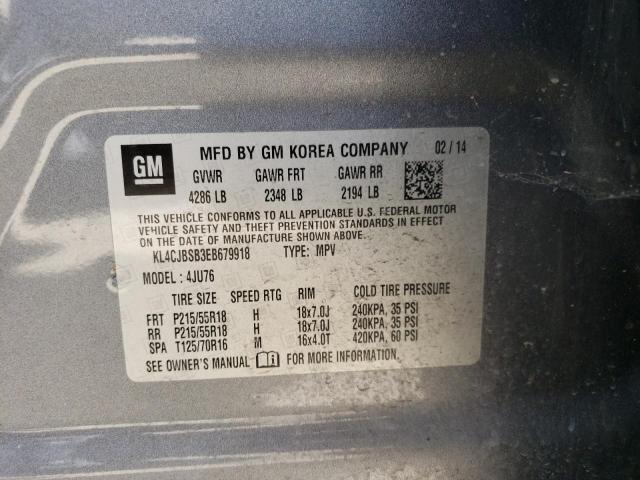 GM
MFD BY GM KOREA COMPANY 02 / 14
GVWR GAWR FRT GAWR RR
4286 LB 2348 LB 2194 LB
THIS VEHICLE CONFORMS TO ALL APPLICABLE U.S. FEDERAL MOTOR
VEHICLE SAFETY AND THEFT PREVENTION STANDARDS IN EFFECT
ON THE DATE OF MANUFACTURE SHOWN ABOVE.
KL4CJBSB3EB679918 TYPE: MPV
MODEL : 4JU76
TIRE SIZE SPEED RTG RIM COLD TIRE PRESSURE
FRT P215/55R18 H 18x7.0J 240KPA, 35 PSI
RR P215/55R18 H 18x7.0J 240KPA, 35 PSI
SPA T125/70R16 M 16x4.0T 420KPA, 60 PSI
SEE OWNER'S MANUAL FOR MORE INFORMATION.